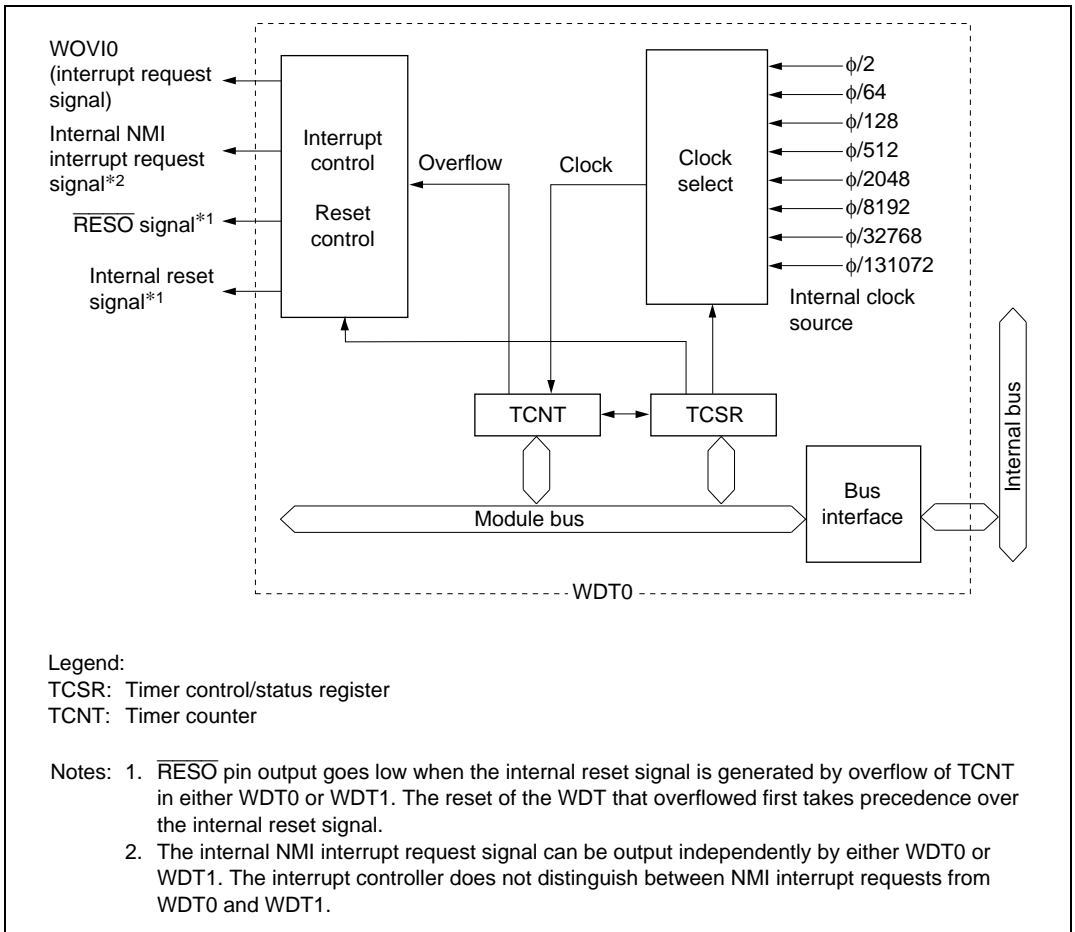 WOVI0
(interrupt request
signal)
Internal NMI
interrupt request
signal*2
R̅E̅S̅O̅ signal*1
Internal reset
signal*1
Interrupt
control
Reset
control
Overflow
Clock
Clock
select
ϕ/2
ϕ/64
ϕ/128
ϕ/512
ϕ/2048
ϕ/8192
ϕ/32768
ϕ/131072
Internal clock
source
TCNT
TCSR
Module bus
Bus
interface
Internal bus
WDT0
Legend:
TCSR: Timer control/status register
TCNT: Timer counter
Notes: 1. R̅E̅S̅O̅ pin output goes low when the internal reset signal is generated by overflow of TCNT
in either WDT0 or WDT1. The reset of the WDT that overflowed first takes precedence over
the internal reset signal.
2. The internal NMI interrupt request signal can be output independently by either WDT0 or
WDT1. The interrupt controller does not distinguish between NMI interrupt requests from
WDT0 and WDT1.